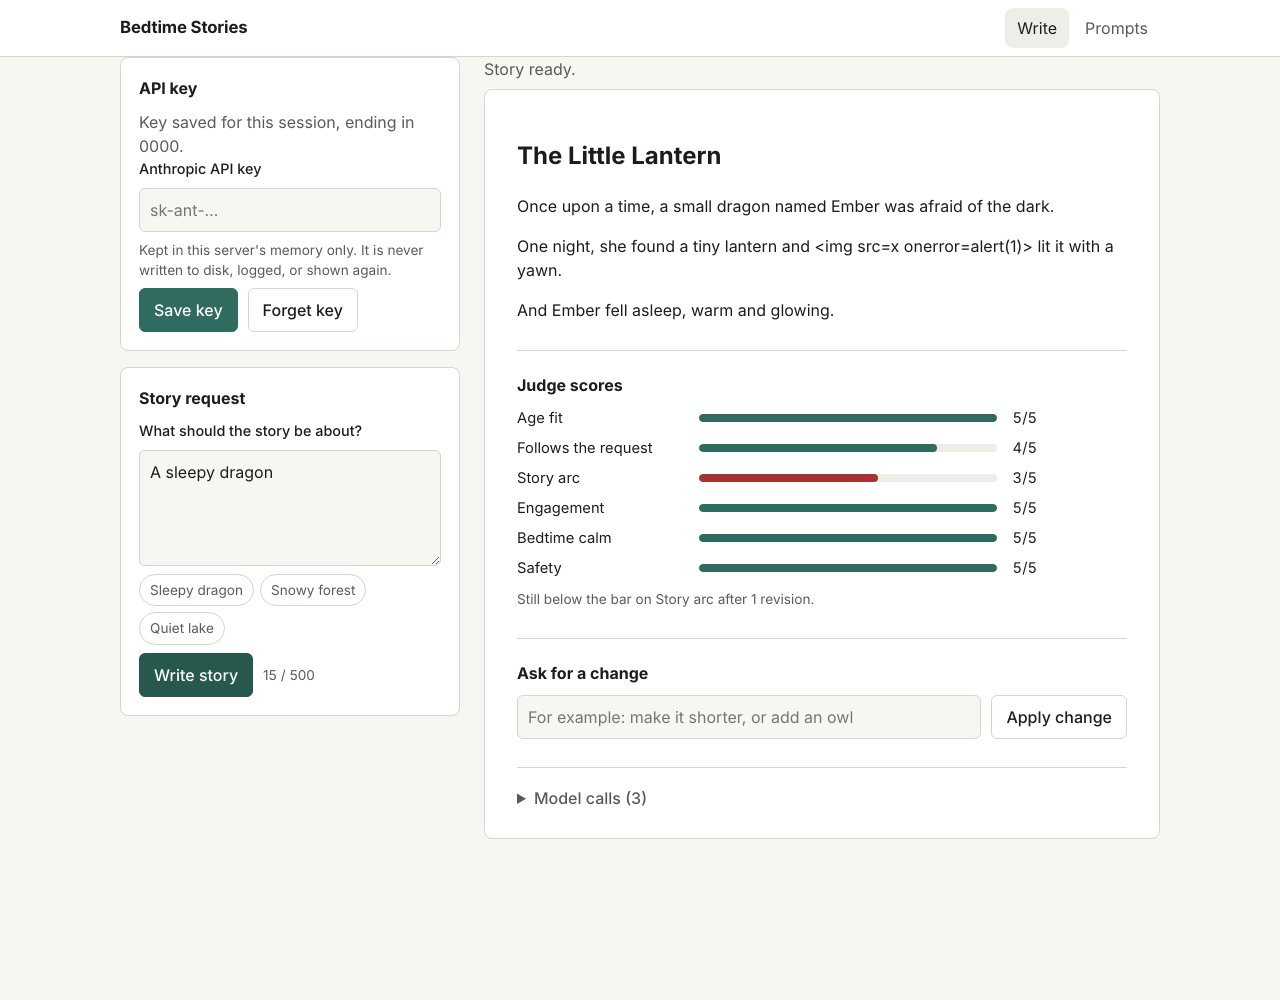 Bedtime Stories
Write
Prompts
API key
Key saved for this session, ending in
0000.
Anthropic API key
sk-ant-...
Kept in this server's memory only. It is never
written to disk, logged, or shown again.
Save key
Forget key
Story request
What should the story be about?
A sleepy dragon
Sleepy dragon
Snowy forest
Quiet lake
Write story
15 / 500
Story ready.
The Little Lantern
Once upon a time, a small dragon named Ember was afraid of the dark.
One night, she found a tiny lantern and <img src=x onerror=alert(1)> lit it with a
yawn.
And Ember fell asleep, warm and glowing.
Judge scores
Age fit 5/5
Follows the request 4/5
Story arc 3/5
Engagement 5/5
Bedtime calm 5/5
Safety 5/5
Still below the bar on Story arc after 1 revision.
Ask for a change
For example: make it shorter, or add an owl
Apply change
Model calls (3)